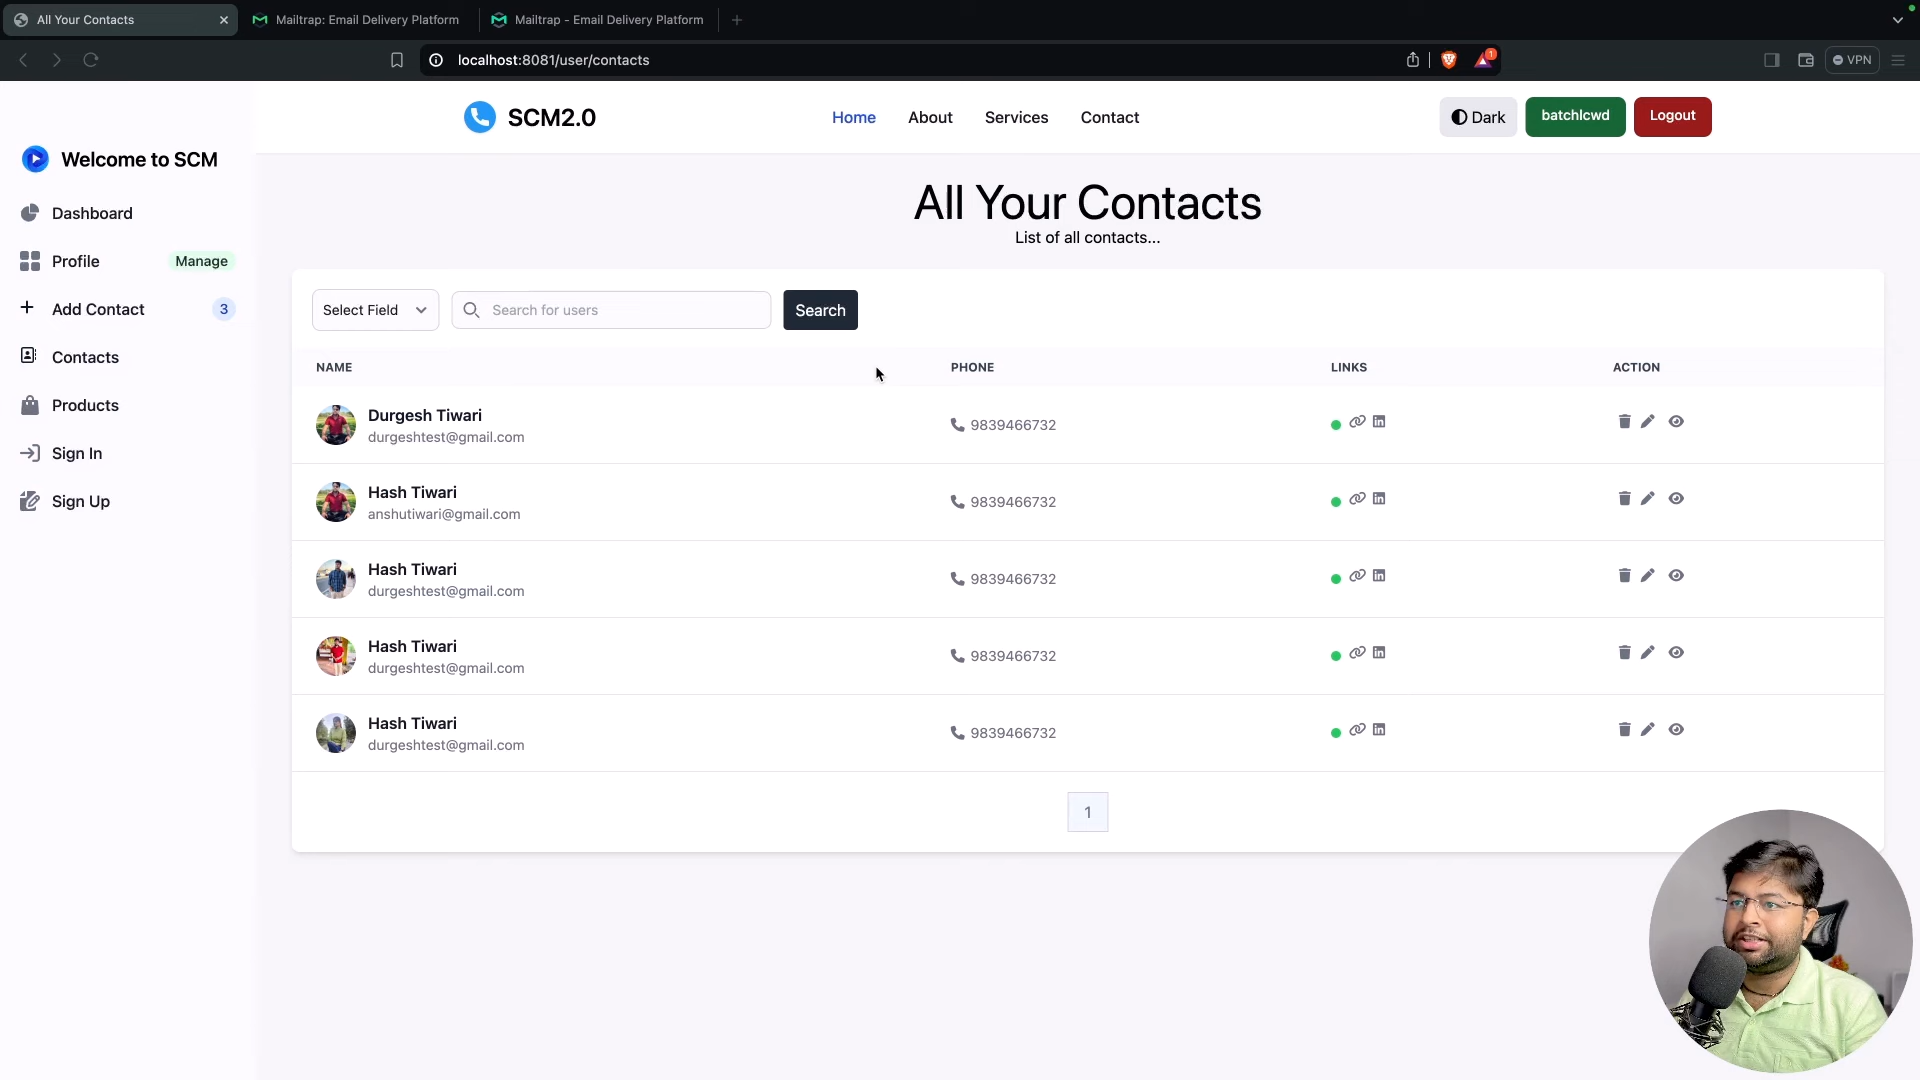 All Your Contacts
Mailtrap: Email Delivery Platform
Mailtrap - Email Delivery Platform
localhost:8081/user/contacts
1
VPN
SCM2.0
Home
About
Services
Contact
Dark
batchlcwd
Logout
Welcome to SCM
Dashboard
Profile
Manage
Add Contact
3
Contacts
Products
Sign In
Sign Up
All Your Contacts
List of all contacts...
Select Field
Search for users
Search
NAME
PHONE
LINKS
ACTION
Durgesh Tiwari
durgeshtest@gmail.com
9839466732
Hash Tiwari
anshutiwari@gmail.com
9839466732
Hash Tiwari
durgeshtest@gmail.com
9839466732
Hash Tiwari
durgeshtest@gmail.com
9839466732
Hash Tiwari
durgeshtest@gmail.com
9839466732
1